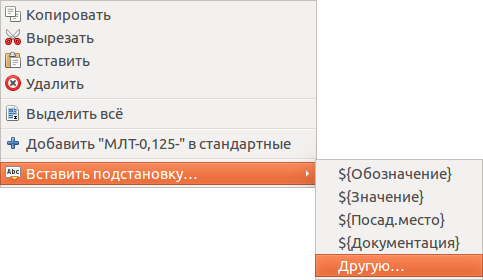 Копировать
Вырезать
Вставить
Удалить
Выделить всё
Добавить "МЛТ-0,125-" в стандартные
Abc
Вставить подстановку...
${Обозначение}
${Значение}
${Посад.место}
${Документация}
Другую...